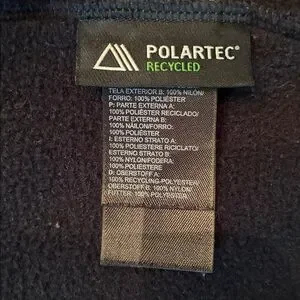 POLARTEC®
RECYCLED
TELA EXTERIOR B: 100% NILON/
FORRO: 100% POLIÉSTER
P: PARTE EXTERNA A:
100% POLIÉSTER RECICLADO/
PARTE EXTERNA B:
100% NÁILON/FORRO:
100% POLIÉSTER
I: ESTERNO STRATO A:
100% POLIESTERE RICICLATO/
ESTERNO STRATO B:
100% NYLON/FODERA:
100% POLIESTERE
D: OBERSTOFF A:
100% RECYCLING-POLYESTER/
OBERSTOFF B: 100% NYLON/
FUTTER: 100% POLYESTER